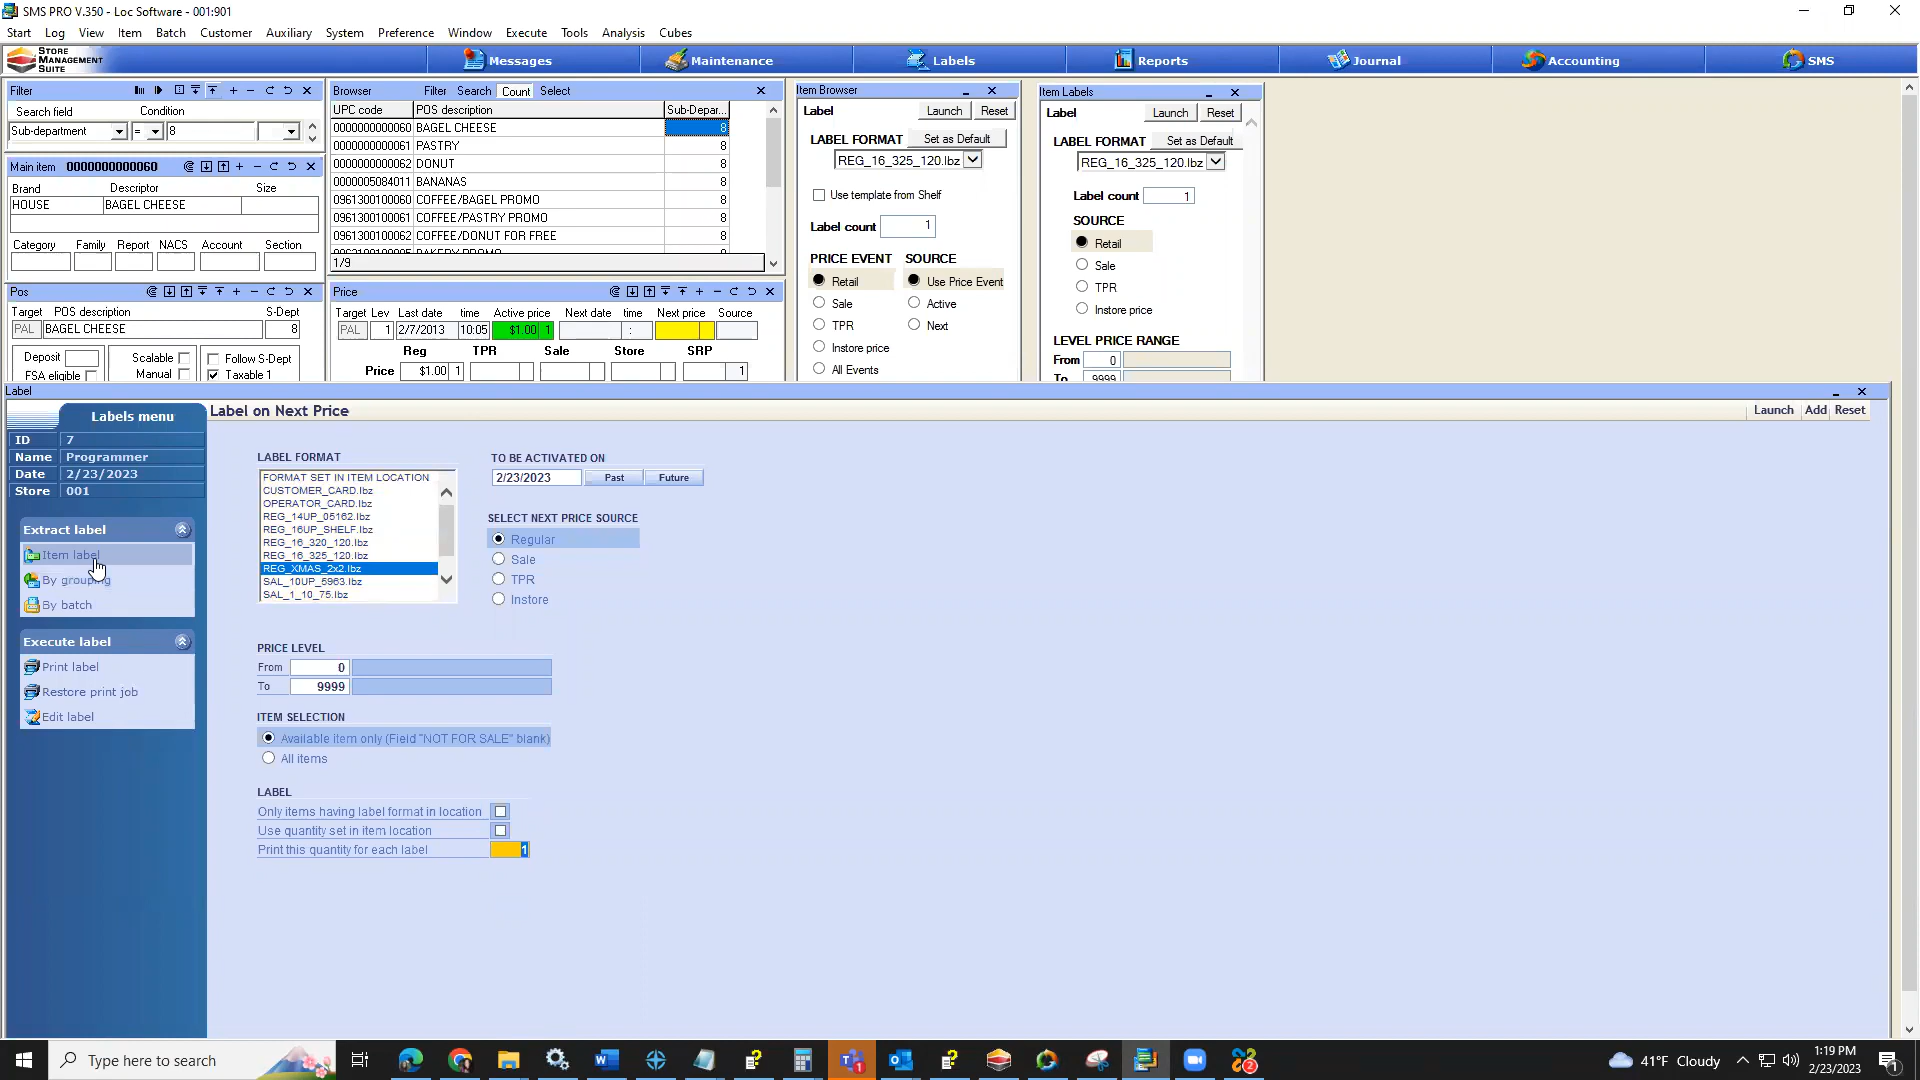 SMS PRO V.350 - Loc Software - 001:901
Start Log View Item Batch Customer Auxiliary System Preference Window Execute Tools Analysis Cubes
STORE MANAGEMENT SUITE
Messages Maintenance Labels Reports Journal Accounting SMS
Filter
Search field Condition
Sub-department = 8
Main item 0000000000060
Brand Descriptor Size
HOUSE BAGEL CHEESE
Category Family Report NACS Account Section
Pos
Target POS description S-Dept
PAL BAGEL CHEESE 8
Deposit Scalable Follow S-Dept
FSA eligible Manual Taxable 1
Browser Filter Search Count Select
UPC code POS description Sub-Depar...
0000000000060 BAGEL CHEESE 8
0000000000061 PASTRY 8
0000000000062 DONUT 8
0000005084011 BANANAS 8
0961300100060 COFFEE/BAGEL PROMO 8
0961300100061 COFFEE/PASTRY PROMO 8
0961300100062 COFFEE/DONUT FOR FREE 8
BAKERY PROMO
1/9
Price
Target Lev Last date time Active price Next date time Next price Source
PAL 1 2/7/2013 10:05 $1.00 1 :
Reg TPR Sale Store SRP
Price $1.00 1 1
Item Browser
Label Launch Reset
LABEL FORMAT Set as Default
REG_16_325_120.lbz
Use template from Shelf
Label count 1
PRICE EVENT SOURCE
Retail Use Price Event
Sale Active
TPR Next
Instore price
All Events
Item Labels
Label Launch Reset
LABEL FORMAT Set as Default
REG_16_325_120.lbz
Label count 1
SOURCE
Retail
Sale
TPR
Instore price
LEVEL PRICE RANGE
From 0
To 9999
Label
Labels menu
ID 7
Name Programmer
Date 2/23/2023
Store 001
Extract label
Item label
By grouping
By batch
Execute label
Print label
Restore print job
Edit label
Label on Next Price Launch Add Reset
LABEL FORMAT
FORMAT SET IN ITEM LOCATION
CUSTOMER_CARD.lbz
OPERATOR_CARD.lbz
REG_14UP_05162.lbz
REG_16UP_SHELF.lbz
REG_16_320_120.lbz
REG_16_325_120.lbz
REG_XMAS_2x2.lbz
SAL_10UP_5963.lbz
SAL_1_10_75.lbz
TO BE ACTIVATED ON
2/23/2023 Past Future
SELECT NEXT PRICE SOURCE
Regular
Sale
TPR
Instore
PRICE LEVEL
From 0
To 9999
ITEM SELECTION
Available item only (Field "NOT FOR SALE" blank)
All items
LABEL
Only items having label format in location
Use quantity set in item location
Print this quantity for each label 1
Type here to search
41°F Cloudy
1:19 PM
2/23/2023